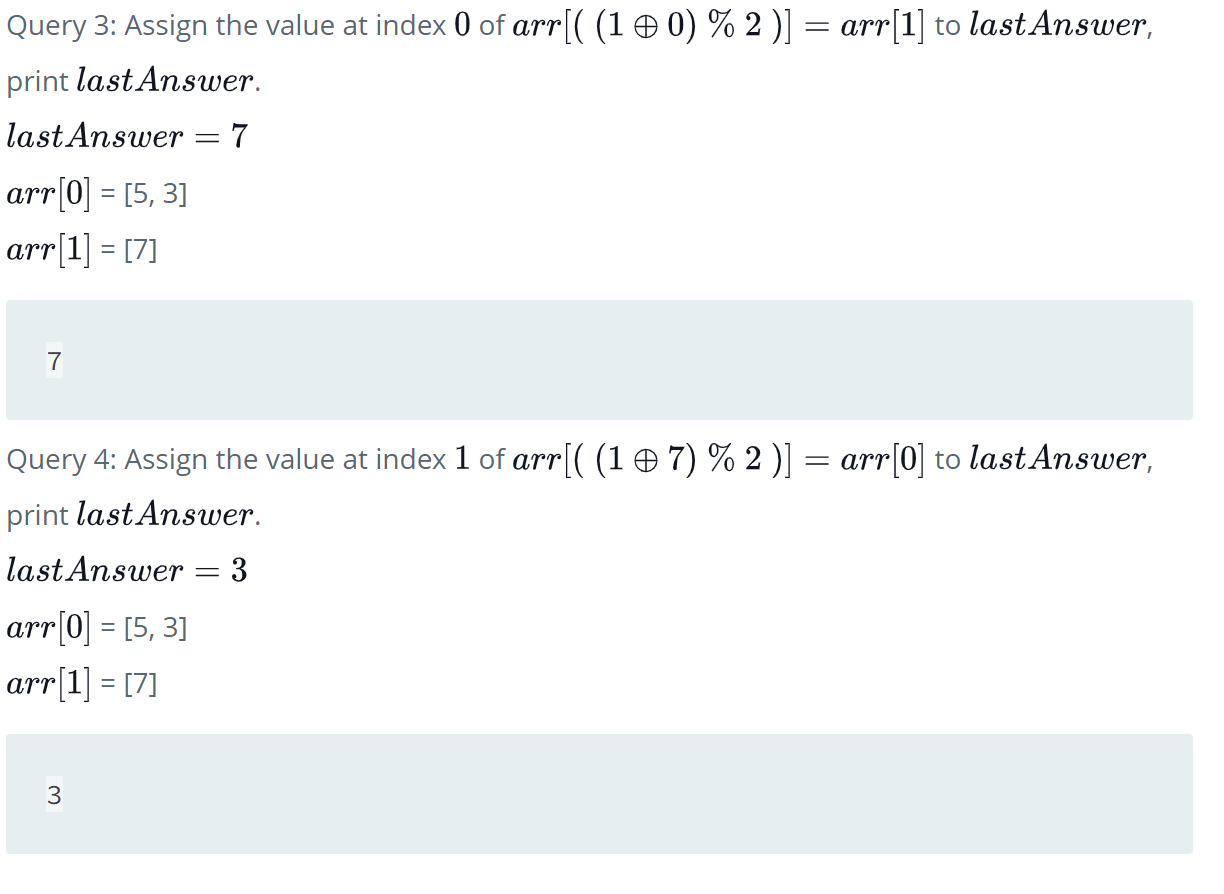 Query 3: Assign the value at index 0 of arr[( (1 ⊕ 0) % 2 )] = arr[1] to lastAnswer,
print lastAnswer.
lastAnswer = 7
arr[0] = [5, 3]
arr[1] = [7]
7
Query 4: Assign the value at index 1 of arr[( (1 ⊕ 7) % 2 )] = arr[0] to lastAnswer,
print lastAnswer.
lastAnswer = 3
arr[0] = [5, 3]
arr[1] = [7]
3